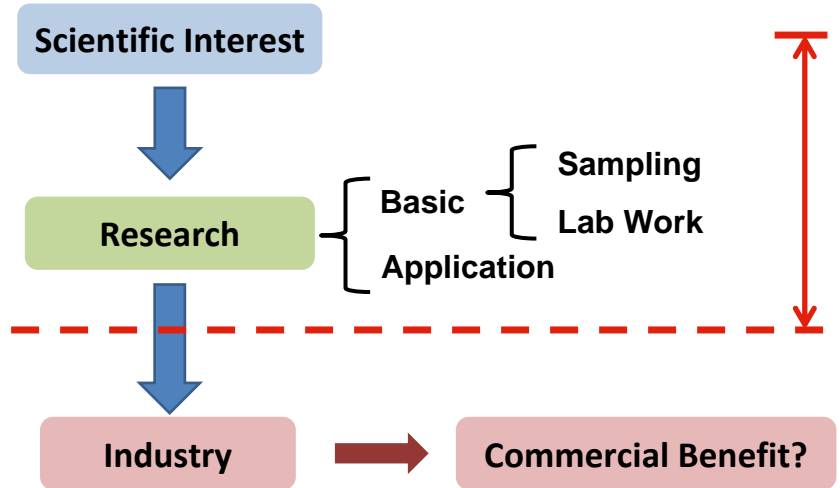 Scientific Interest
Sampling
Basic
Lab Work
Research
Application
Industry
Commercial Benefit?